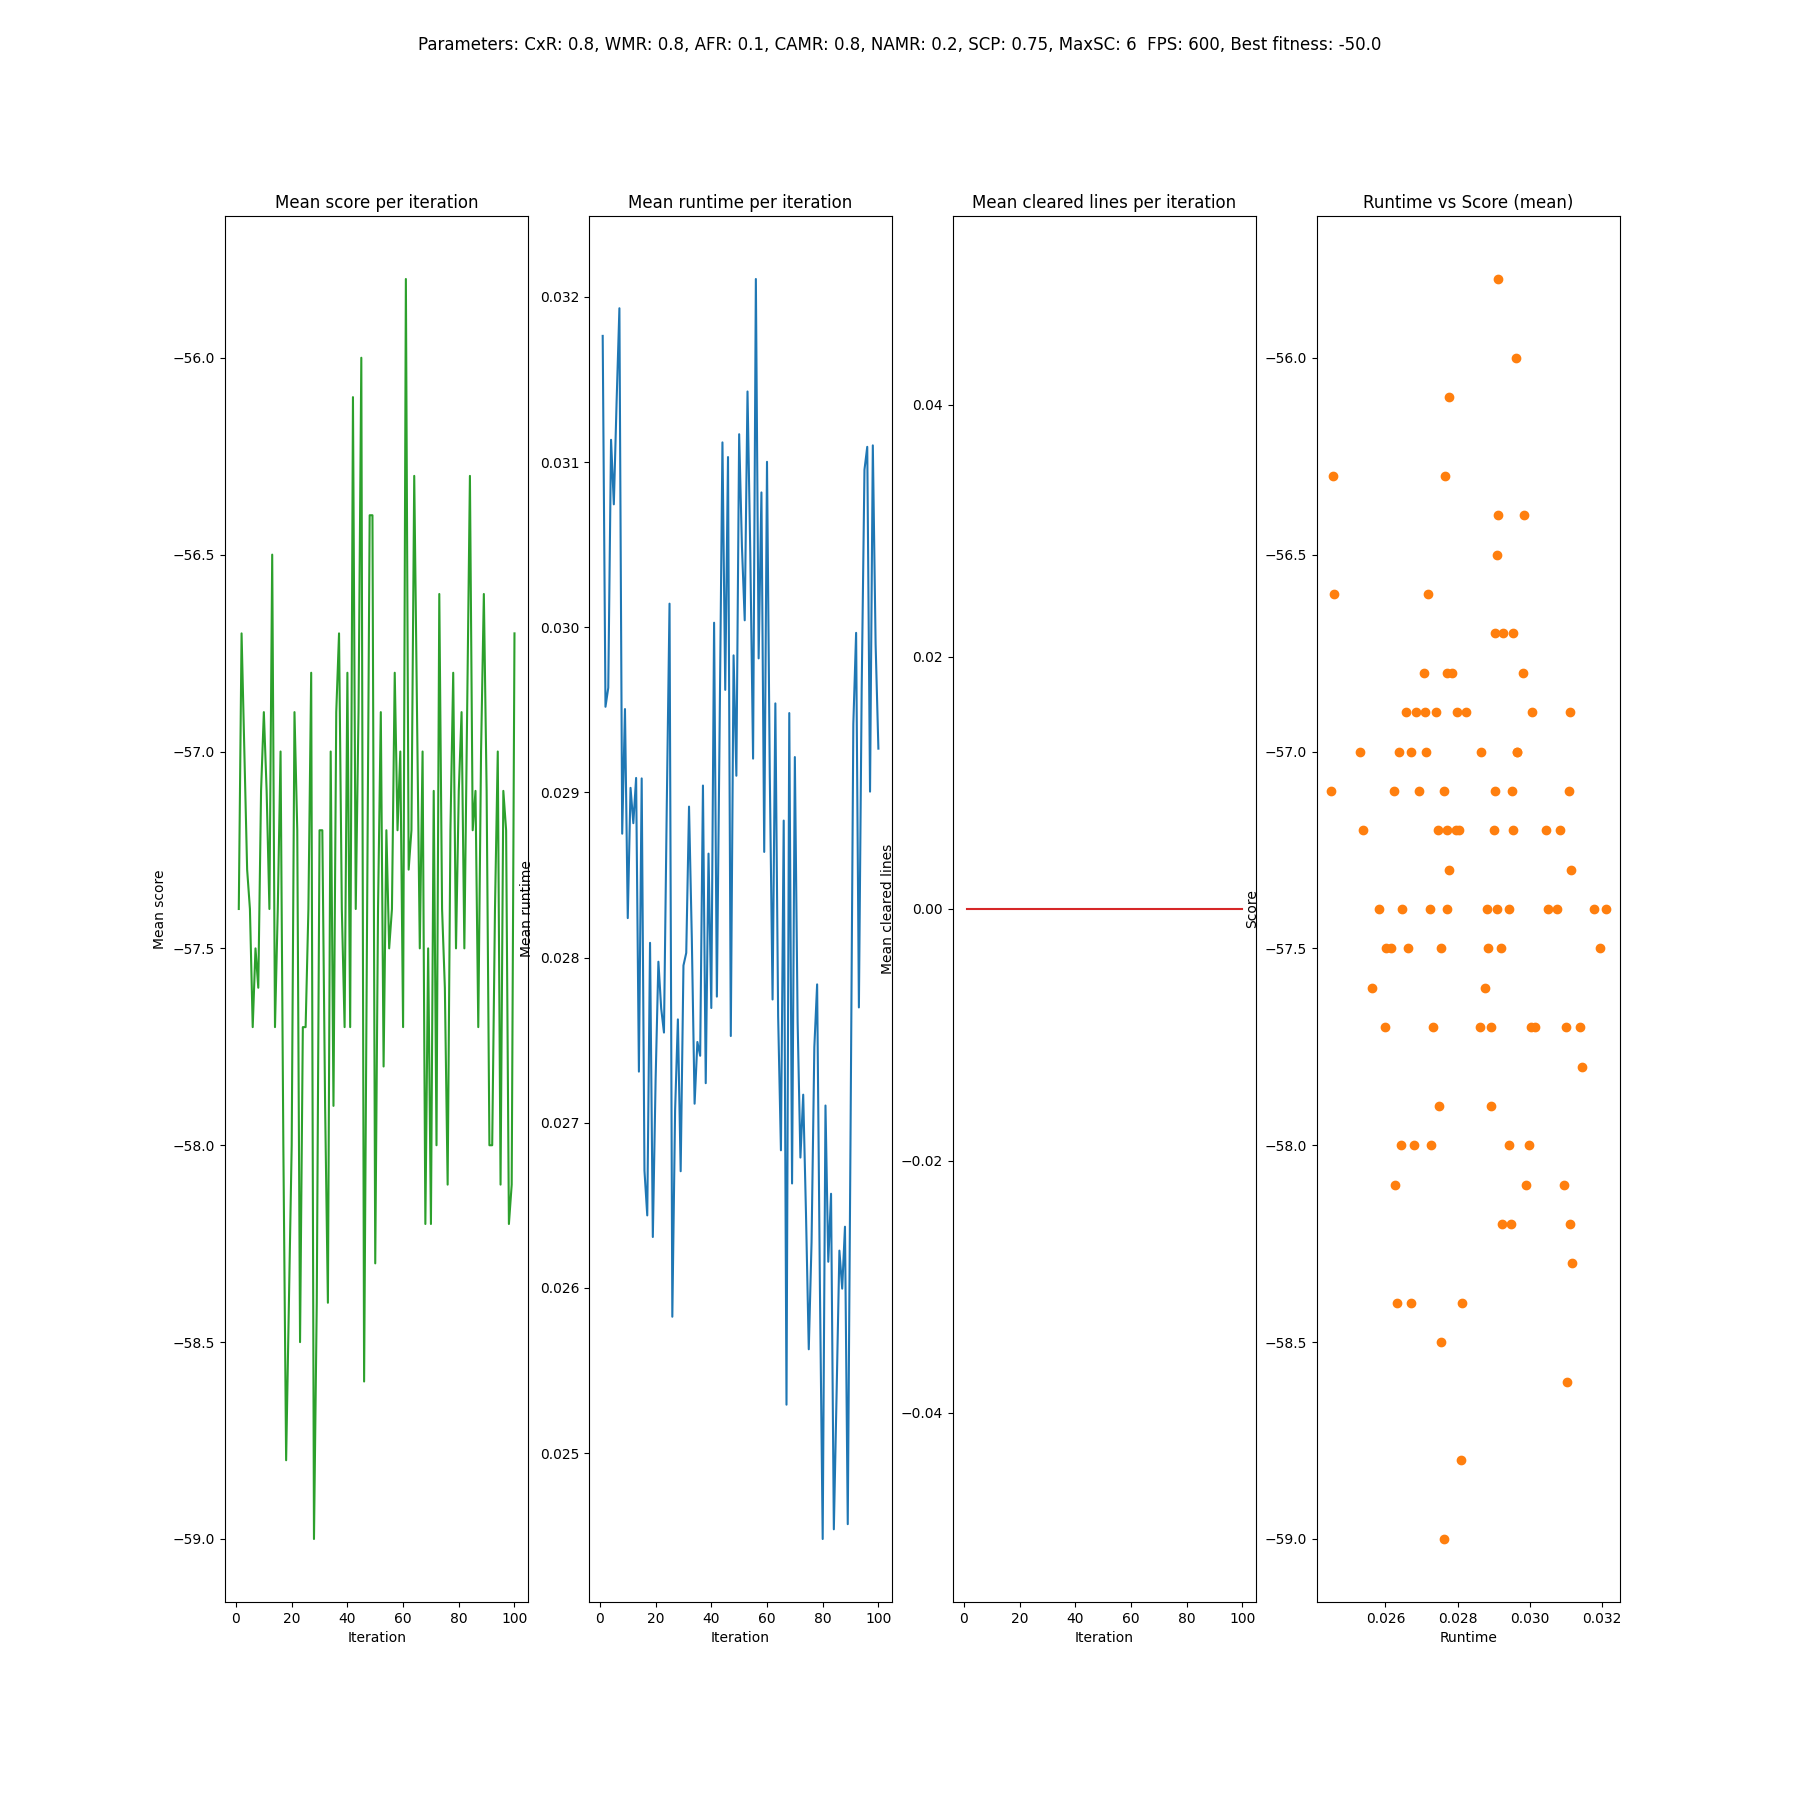 Parameters: CxR: 0.8, WMR: 0.8, AFR: 0.1, CAMR: 0.8, NAMR: 0.2, SCP: 0.75, MaxSC: 6  FPS: 600, Best fitness: -50.0
Mean score per iteration
Mean score
−56.0
−56.5
−57.0
−57.5
−58.0
−58.5
−59.0
0 20 40 60 80 100
Iteration
Mean runtime per iteration
Mean runtime
0.032
0.031
0.030
0.029
0.028
0.027
0.026
0.025
0 20 40 60 80 100
Iteration
Mean cleared lines per iteration
Mean cleared lines
0.04
0.02
0.00
−0.02
−0.04
0 20 40 60 80 100
Iteration
Runtime vs Score (mean)
Score
−56.0
−56.5
−57.0
−57.5
−58.0
−58.5
−59.0
0.026 0.028 0.030 0.032
Runtime